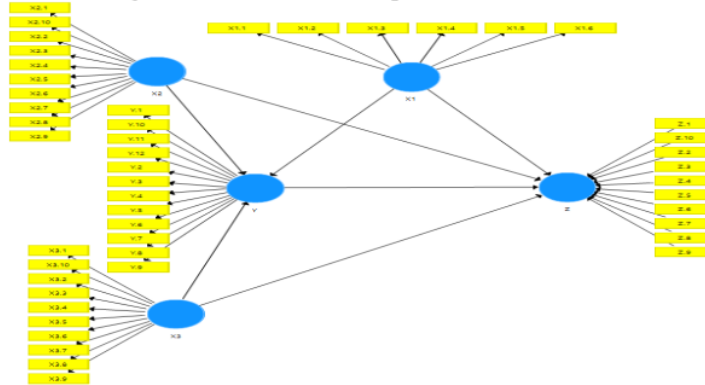 X2.1
X2.10
X2.2
X2.3
X2.4
X2.5
X2.6
X2.7
X2.8
X2.9
X2
X1.1
X1.2
X1.3
X1.4
X1.5
X1.6
X1
Y.1
Y.10
Y.11
Y.12
Y.2
Y.3
Y.4
Y.5
Y.6
Y.7
Y.8
Y.9
Y
Z.1
Z.10
Z.2
Z.3
Z.4
Z.5
Z.6
Z.7
Z.8
Z.9
Z
X3.1
X3.10
X3.2
X3.3
X3.4
X3.5
X3.6
X3.7
X3.8
X3.9
X3